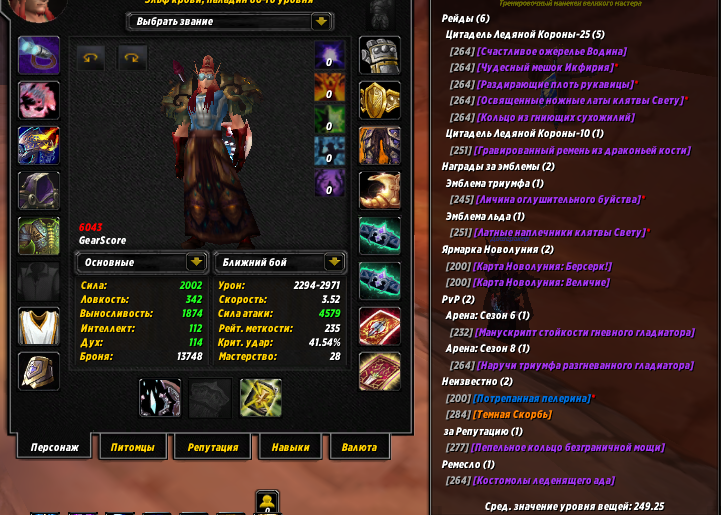 Эльф крови, паладин 80-го уровня
Выбрать звание
0
0
0
0
0
6043
GearScore
Основные
Ближний бой
Сила: 2002
Ловкость: 342
Выносливость: 1874
Интеллект: 112
Дух: 114
Броня: 13748
Урон: 2294-2971
Скорость: 3.52
Сила атаки: 4579
Рейт. меткости: 235
Крит. удар: 41.54%
Мастерство: 28
Персонаж
Питомцы
Репутация
Навыки
Валюта
0
Тренировочный манекен великого мастера
Рейды (6)
Цитадель Ледяной Короны-25 (5)
[264] [Счастливое ожерелье Водина]
[264] [Чудесный мешок Икфирия]*
[264] [Раздирающие плоть рукавицы]*
[264] [Освященные ножные латы клятвы Свету]*
[264] [Кольцо из гниющих сухожилий]
Цитадель Ледяной Короны-10 (1)
[251] [Гравированный ремень из драконьей кости]
Награды за эмблемы (2)
Эмблема триумфа (1)
[245] [Личина оглушительного буйства]*
Эмблема льда (1)
[251] [Латные наплечники клятвы Свету]*
Ярмарка Новолуния (2)
[200] [Карта Новолуния: Берсерк!]
[200] [Карта Новолуния: Величие]
PvP (2)
Арена: Сезон 6 (1)
[232] [Манускрипт стойкости гневного гладиатора]
Арена: Сезон 8 (1)
[264] [Наручи триумфа разгневанного гладиатора]
Неизвестно (2)
[200] [Потрепанная пелерина]*
[284] [Темная Скорбь]
за Репутацию (1)
[277] [Пепельное кольцо безграничной мощи]
Ремесло (1)
[264] [Костомолы леденящего ада]
Сред. значение уровня вещей: 249.25